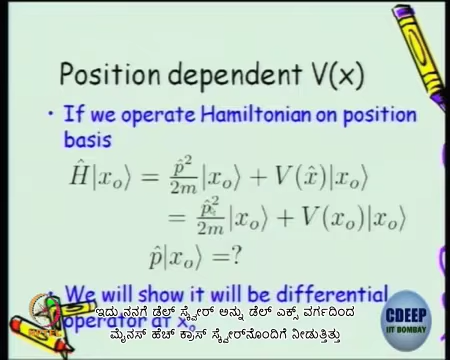 Position dependent V(x)
• If we operate Hamiltonian on position
basis
Ĥ|x₀⟩ = p̂²/2m |x₀⟩ + V(x̂)|x₀⟩
= p̂²/2m |x₀⟩ + V(x₀)|x₀⟩
p̂|x₀⟩ =?
We will show it will be differential
operator at x₀
ಇದು ನನಗೆ ಡೆಲ್ ಸ್ಕ್ವೇರ್ ಅನ್ನು ಡೆಲ್ ಎಕ್ಸ್ ವರ್ಗದಿಂದ
ಮೈನಸ್ ಹೆಚ್ ಕ್ರಾಸ್ ಸ್ಕ್ವೇರ್‌ನೊಂದಿಗೆ ನೀಡುತ್ತಿತ್ತು
CDEEP
IIT BOMBAY